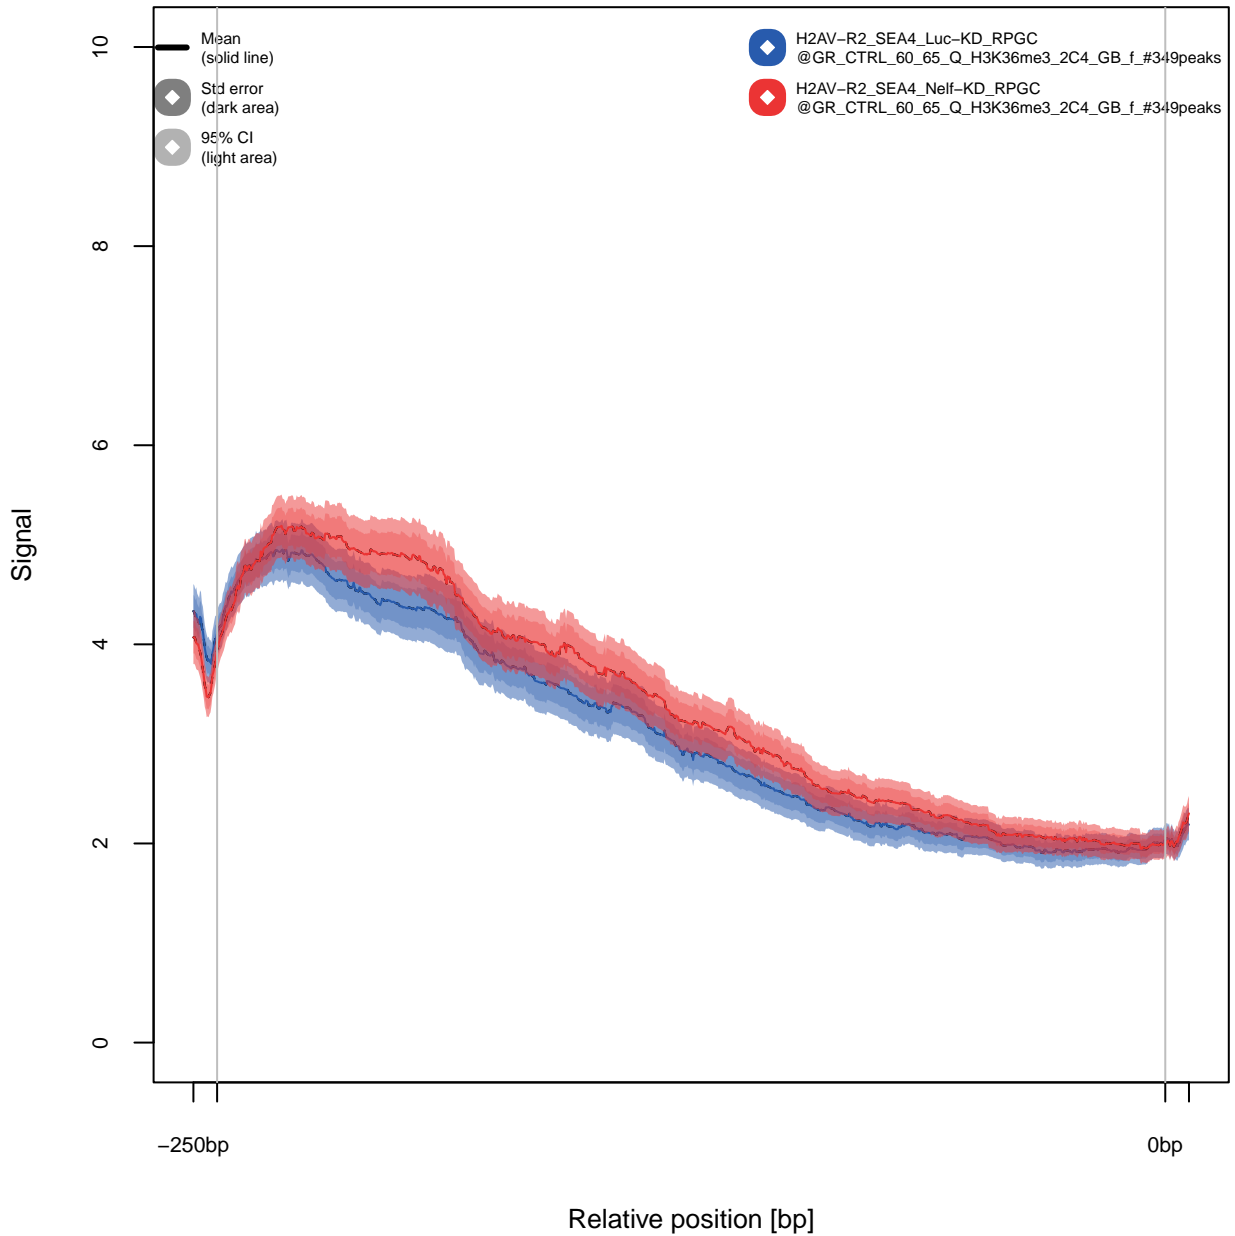 Mean
(solid line)
Std error
(dark area)
95% CI
(light area)
H2AV−R2_SEA4_Luc−KD_RPGC
@GR_CTRL_60_65_Q_H3K36me3_2C4_GB_f_#349peaks
H2AV−R2_SEA4_Nelf−KD_RPGC
@GR_CTRL_60_65_Q_H3K36me3_2C4_GB_f_#349peaks
10
8
6
4
2
0
Signal
−250bp
0bp
Relative position [bp]